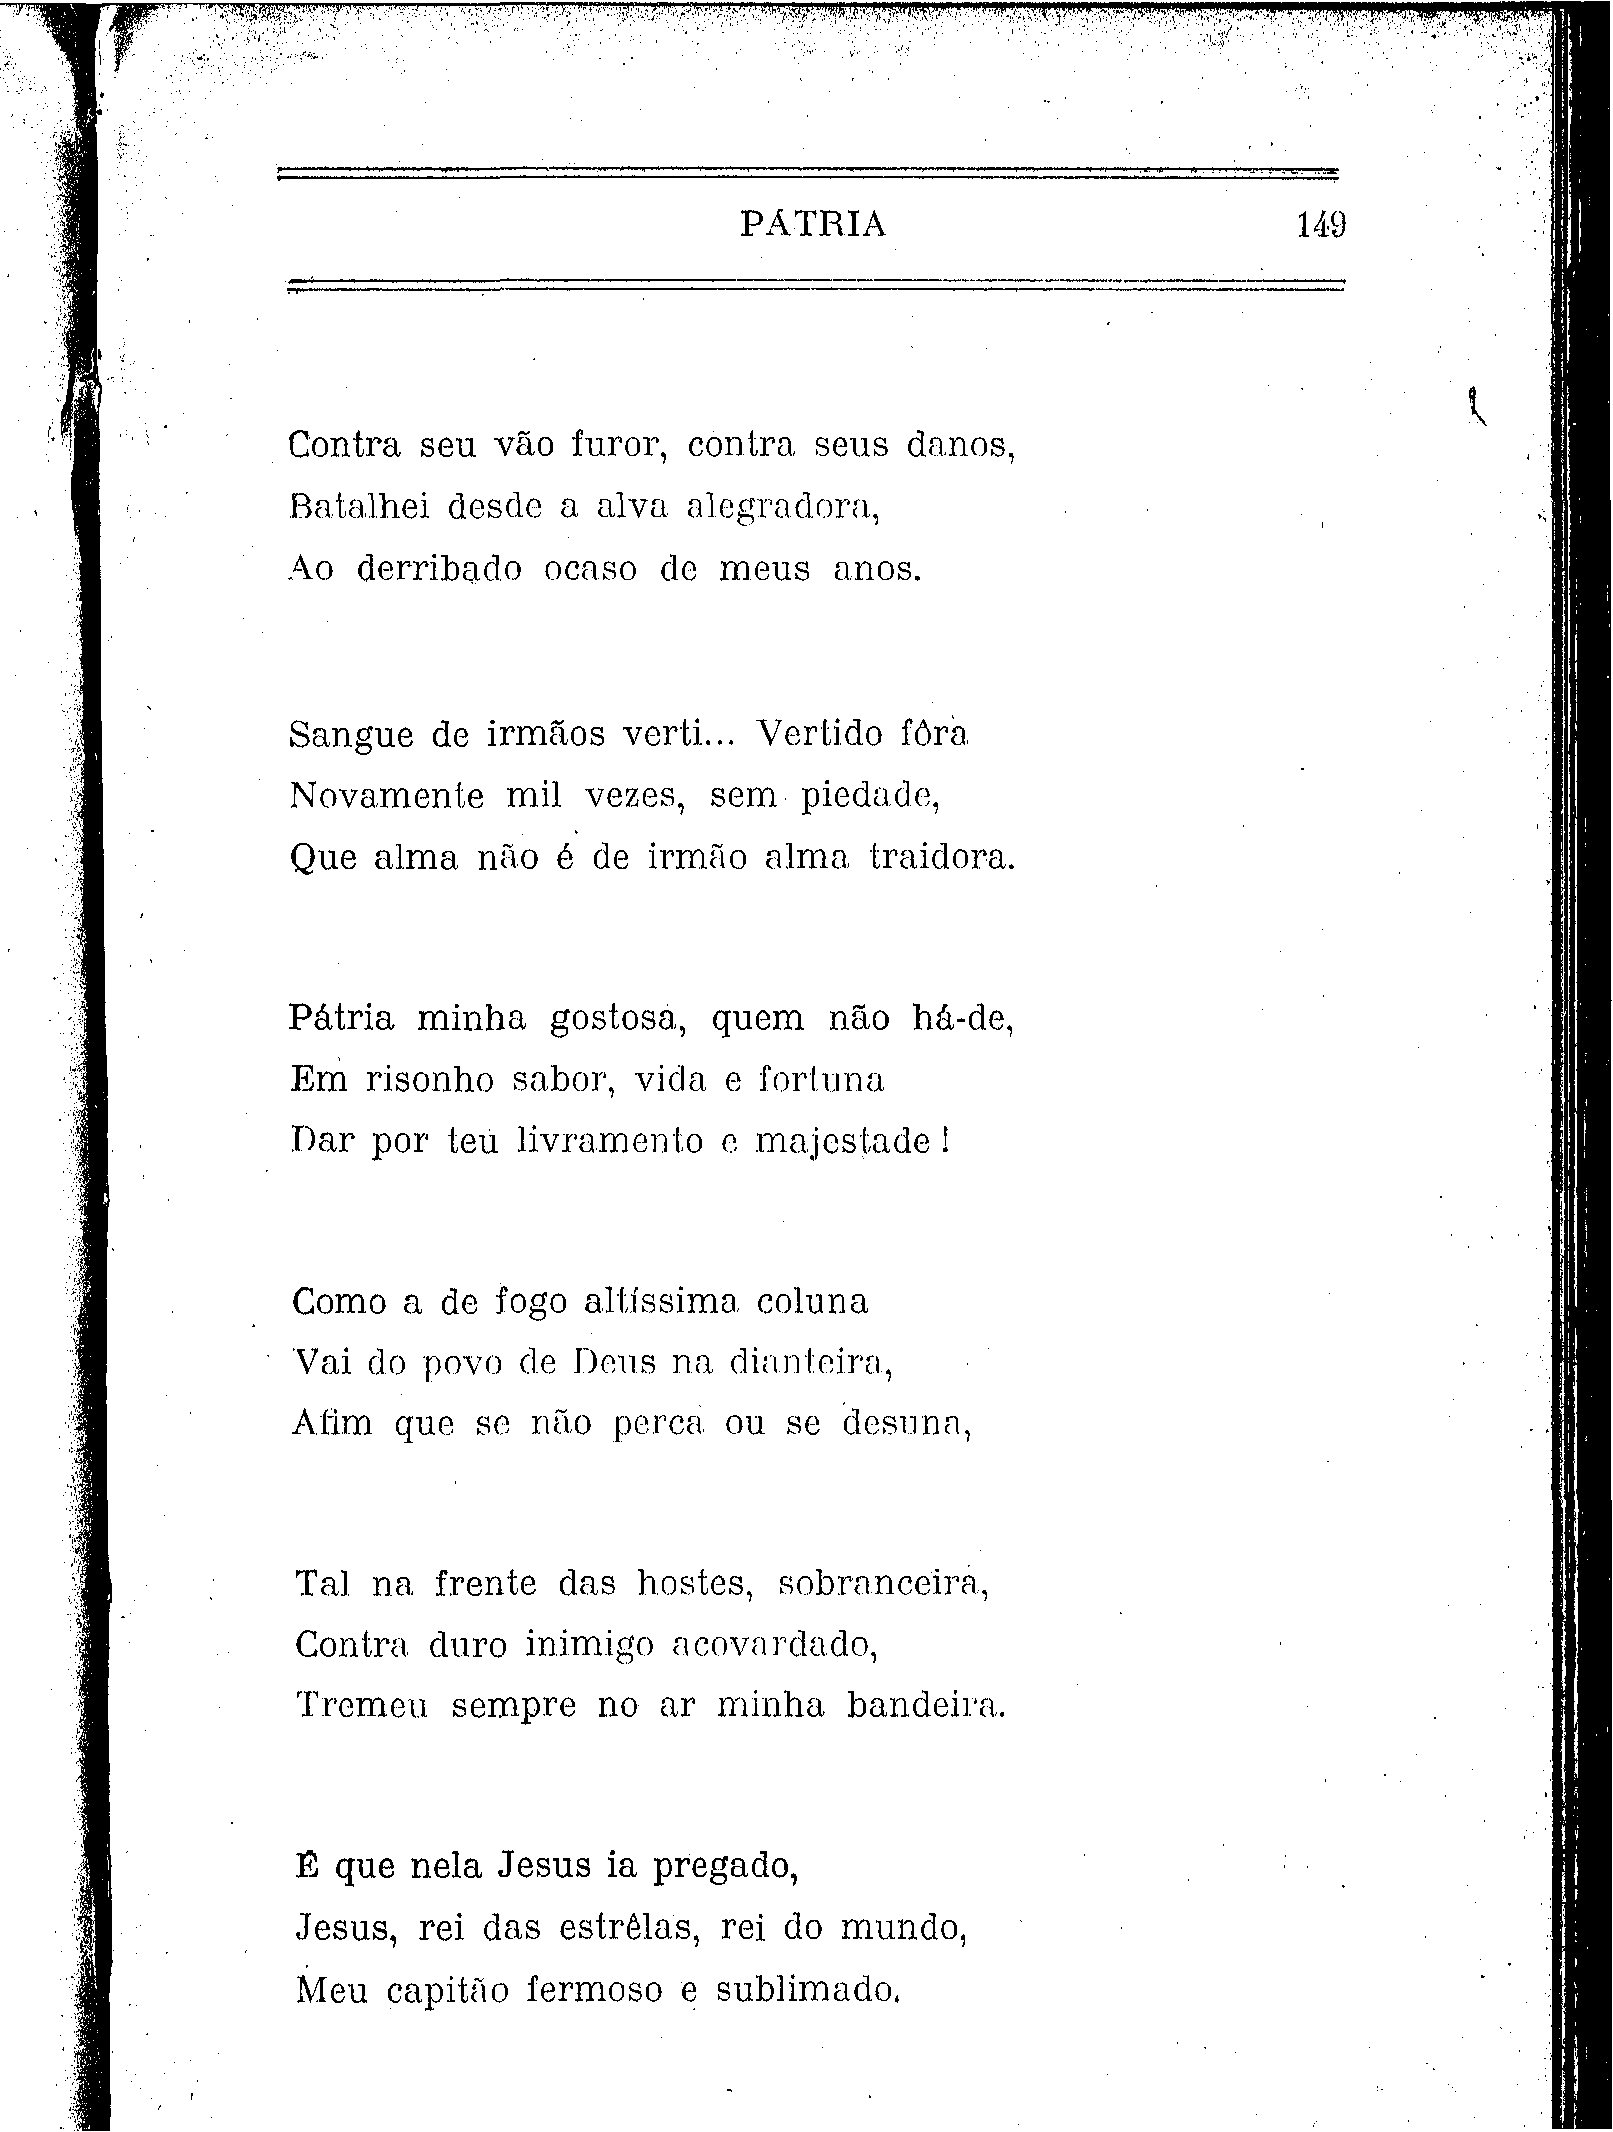 PÁTRIA 149
Contra seu vão furor, contra seus danos,
Batalhei desde a alva alegradora,
Ao derribado ocaso de meus anos.
Sangue de irmãos verti... Vertido fôra
Novamente mil vezes, sem piedade,
Que alma não é de irmão alma traidora.
Pátria minha gostosa, quem não há-de,
Em risonho sabor, vida e fortuna
Dar por teu livramento e majestade!
Como a de fogo altíssima coluna
Vai do povo de Deus na dianteira,
Afim que se não perca ou se desuna,
Tal na frente das hostes, sobranceira,
Contra duro inimigo acovardado,
Tremeu sempre no ar minha bandeira.
É que nela Jesus ia pregado,
Jesus, rei das estrêlas, rei do mundo,
Meu capitão fermoso e sublimado.